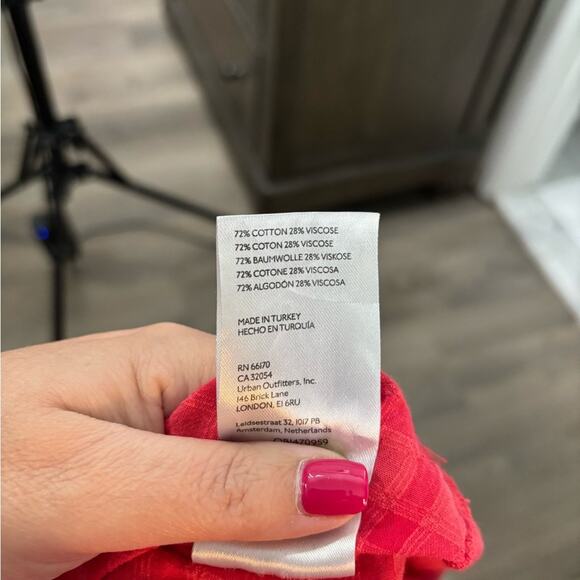 72% COTTON 28% VISCOSE
72% COTON 28% VISCOSE
72% BAUMWOLLE 28% VISKOSE
72% COTONE 28% VISCOSA
72% ALGODÓN 28% VISCOSA
MADE IN TURKEY
HECHO EN TURQUÍA
RN 66170
CA 32054
Urban Outfitters, Inc.
146 Brick Lane
LONDON, E1 6RU
Leidsestraat 32, 1017 PB
Amsterdam, Netherlands